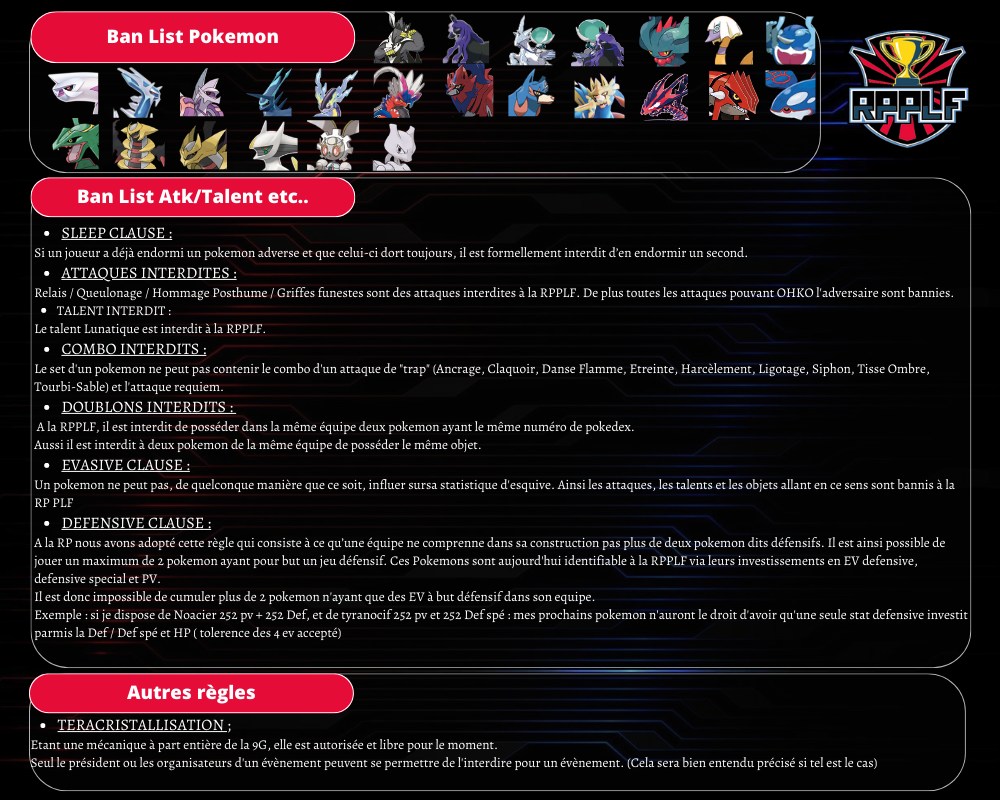 Ban List Pokemon
RPPLF
Ban List Atk/Talent etc..
• SLEEP CLAUSE :
Si un joueur a déjà endormi un pokemon adverse et que celui-ci dort toujours, il est formellement interdit d'en endormir un second.
• ATTAQUES INTERDITES :
Relais / Queulonage / Hommage Posthume / Griffes funestes sont des attaques interdites à la RPPLF. De plus toutes les attaques pouvant OHKO l'adversaire sont bannies.
• TALENT INTERDIT :
Le talent Lunatique est interdit à la RPPLF.
• COMBO INTERDITS :
Le set d'un pokemon ne peut pas contenir le combo d'un attaque de "trap" (Ancrage, Claquoir, Danse Flamme, Etreinte, Harcèlement, Ligotage, Siphon, Tisse Ombre,
Tourbi-Sable) et l'attaque requiem.
• DOUBLONS INTERDITS :
A la RPPLF, il est interdit de posséder dans la même équipe deux pokemon ayant le même numéro de pokedex.
Aussi il est interdit à deux pokemon de la même équipe de posséder le même objet.
• EVASIVE CLAUSE :
Un pokemon ne peut pas, de quelconque manière que ce soit, influer sursa statistique d'esquive. Ainsi les attaques, les talents et les objets allant en ce sens sont bannis à la
RP PLF
• DEFENSIVE CLAUSE :
A la RP nous avons adopté cette règle qui consiste à ce qu'une équipe ne comprenne dans sa construction pas plus de deux pokemon dits défensifs. Il est ainsi possible de
jouer un maximum de 2 pokemon ayant pour but un jeu défensif. Ces Pokemons sont aujourd'hui identifiable à la RPPLF via leurs investissements en EV defensive,
defensive special et PV.
Il est donc impossible de cumuler plus de 2 pokemon n'ayant que des EV à but défensif dans son equipe.
Exemple : si je dispose de Noacier 252 pv + 252 Def, et de tyranocif 252 pv et 252 Def spé : mes prochains pokemon n'auront le droit d'avoir qu'une seule stat defensive investit
parmis la Def / Def spé et HP ( tolerence des 4 ev accepté)
Autres règles
• TERACRISTALLISATION ;
Etant une mécanique à part entière de la 9G, elle est autorisée et libre pour le moment.
Seul le président ou les organisateurs d'un évènement peuvent se permettre de l'interdire pour un évènement. (Cela sera bien entendu précisé si tel est le cas)